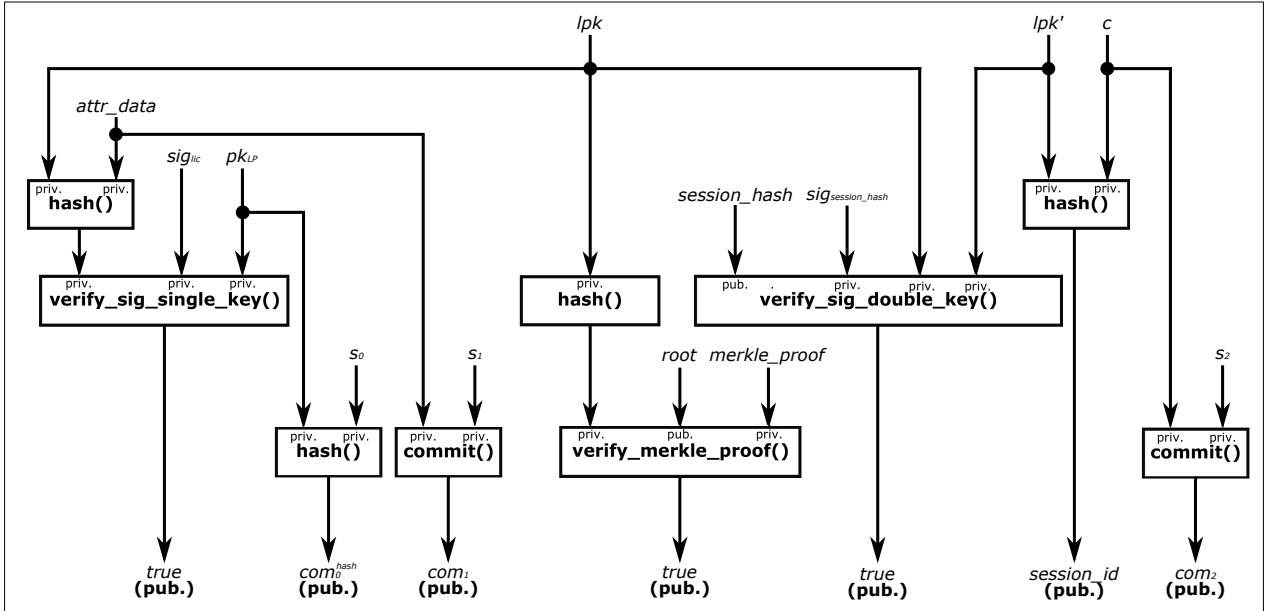 lpk lpk' c
attr_data
sig_lic pk_LP
priv. priv. priv. priv.
hash() session_hash sig_session_hash hash()
priv. priv. priv. priv. pub. . priv. priv. priv.
verify_sig_single_key() hash() verify_sig_double_key()
s₀ s₁ root merkle_proof s₂
priv. priv. priv. priv. priv. pub. priv. priv. priv.
hash() commit() verify_merkle_proof() commit()
true com₀^hash com₁ true true session_id com₂
(pub.) (pub.) (pub.) (pub.) (pub.) (pub.) (pub.)